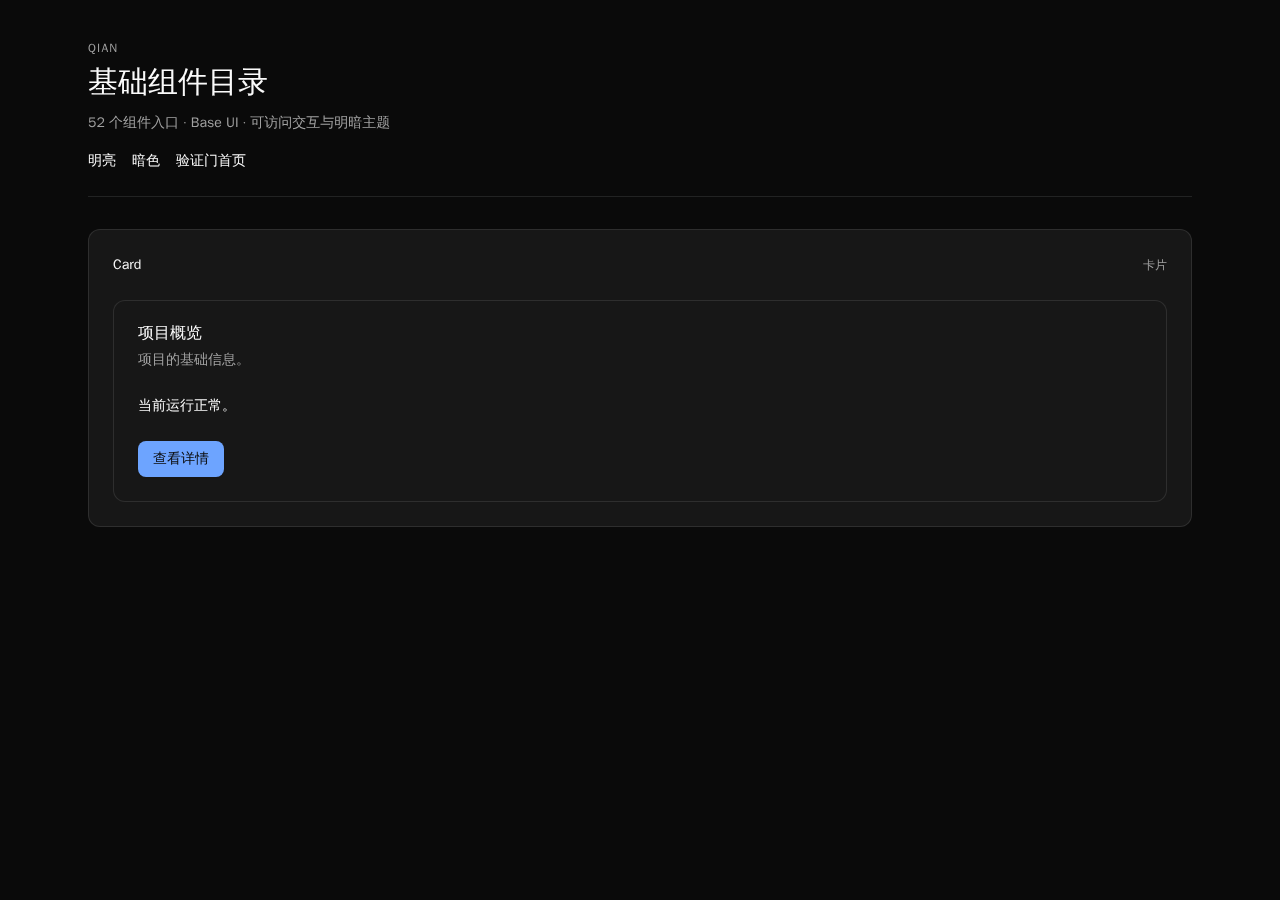 QIAN
基础组件目录
52 个组件入口 · Base UI · 可访问交互与明暗主题
明亮 暗色 验证门首页
Card 卡片
项目概览
项目的基础信息。
当前运行正常。
查看详情